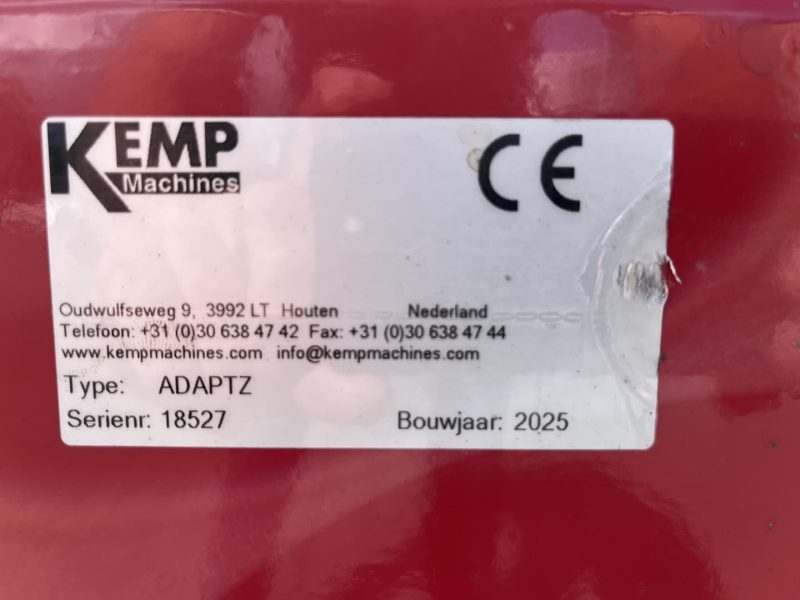 KEMP
Machines
CE
Oudwulfseweg 9, 3992 LT Houten Nederland
Telefoon: +31 (0)30 638 47 42 Fax: +31 (0)30 638 47 44
www.kempmachines.com info@kempmachines.com
Type: ADAPTZ
Serienr: 18527 Bouwjaar: 2025